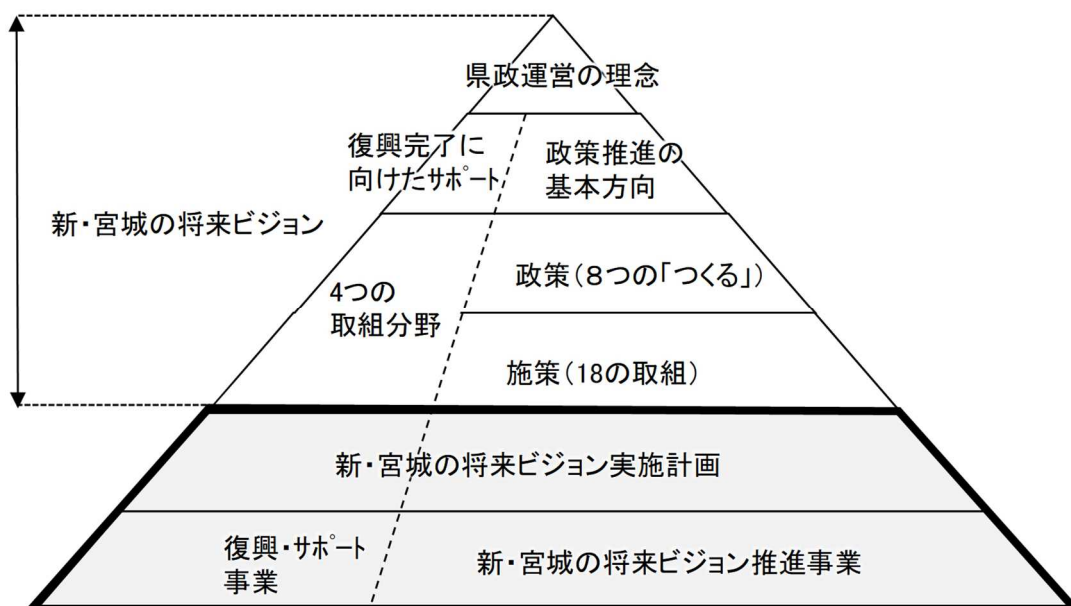 県政運営の理念
復興完了に
向けたｻﾎﾟｰﾄ
政策推進の
基本方向
新・宮城の将来ビジョン
4つの
取組分野
政策（８つの「つくる」）
施策（18の取組）
新・宮城の将来ビジョン実施計画
復興・サポート
事業
新・宮城の将来ビジョン推進事業